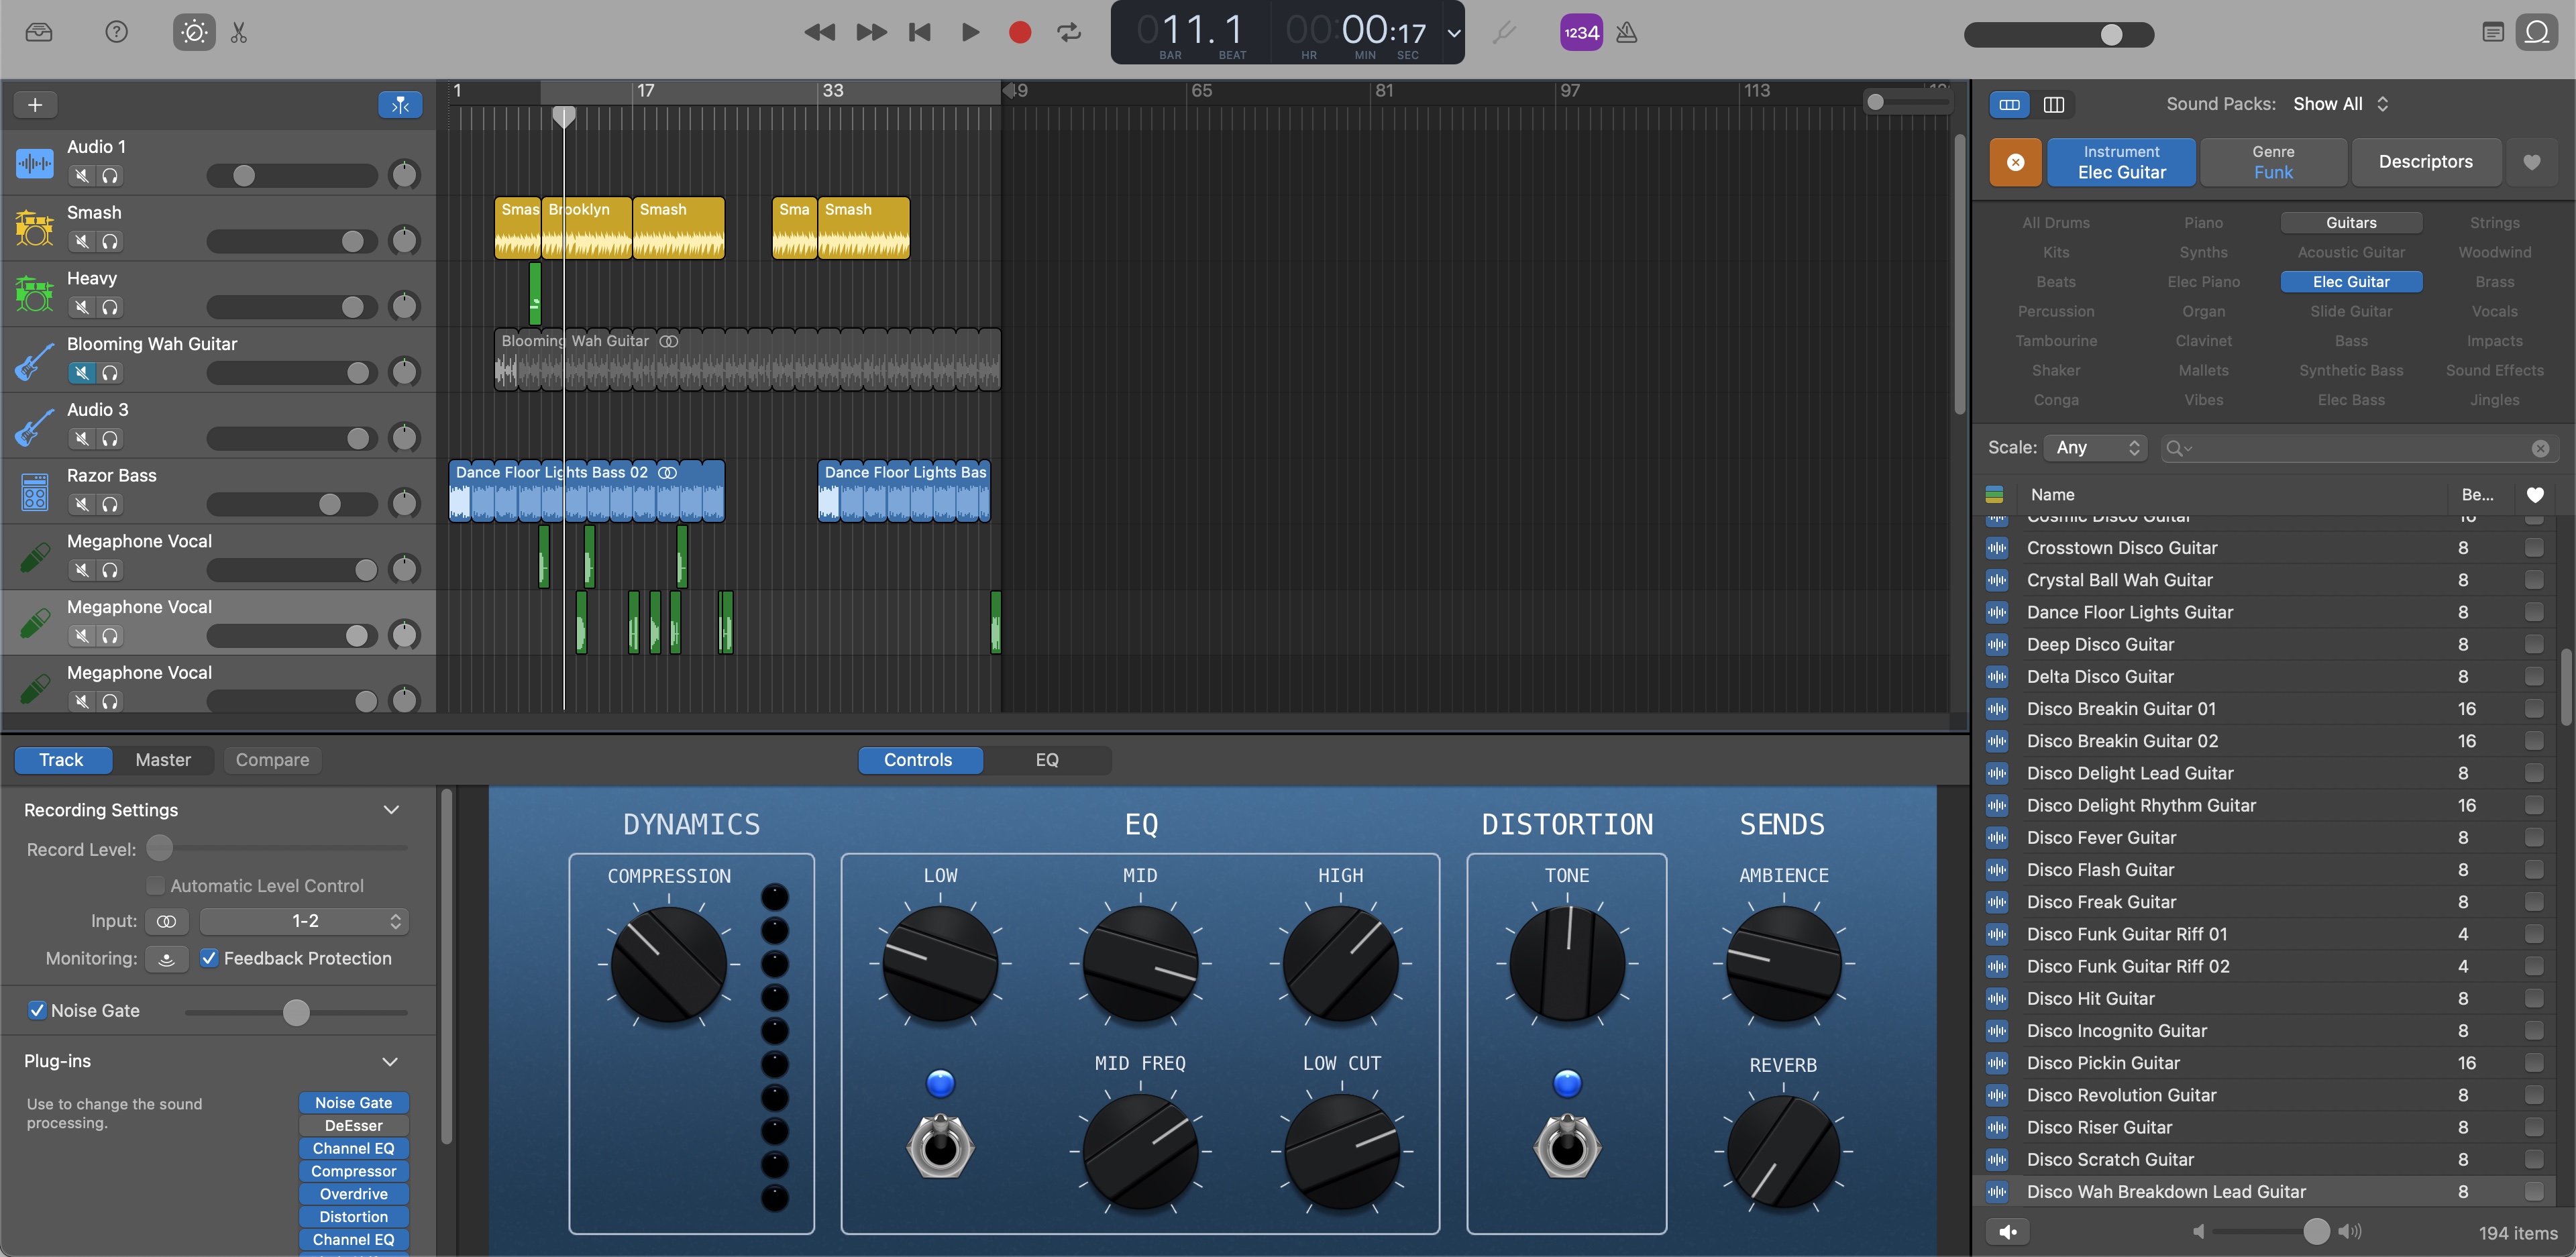 011.1
00:00:17
BAR BEAT HR MIN SEC
1234
1 17 33 49 65 81 97 113
Audio 1
Smash
Heavy
Blooming Wah Guitar
Audio 3
Razor Bass
Megaphone Vocal
Megaphone Vocal
Megaphone Vocal
Smas Brooklyn Smash Sma Smash
Blooming Wah Guitar
Dance Floor Lights Bass 02 Dance Floor Lights Bas
Sound Packs: Show All
Instrument
Elec Guitar
Genre
Funk
Descriptors
All Drums Piano Guitars Strings
Kits Synths Acoustic Guitar Woodwind
Beats Elec Piano Elec Guitar Brass
Percussion Organ Slide Guitar Vocals
Tambourine Clavinet Bass Impacts
Shaker Mallets Synthetic Bass Sound Effects
Conga Vibes Elec Bass Jingles
Scale: Any
Name Be...
Cosmic Disco Guitar 16
Crosstown Disco Guitar 8
Crystal Ball Wah Guitar 8
Dance Floor Lights Guitar 8
Deep Disco Guitar 8
Delta Disco Guitar 8
Disco Breakin Guitar 01 16
Disco Breakin Guitar 02 16
Disco Delight Lead Guitar 8
Disco Delight Rhythm Guitar 16
Disco Fever Guitar 8
Disco Flash Guitar 8
Disco Freak Guitar 8
Disco Funk Guitar Riff 01 4
Disco Funk Guitar Riff 02 4
Disco Hit Guitar 8
Disco Incognito Guitar 8
Disco Pickin Guitar 16
Disco Revolution Guitar 8
Disco Riser Guitar 8
Disco Scratch Guitar 8
Disco Wah Breakdown Lead Guitar 8
194 items
Track Master Compare
Controls EQ
Recording Settings
Record Level:
Automatic Level Control
Input: 1-2
Monitoring: Feedback Protection
Noise Gate
Plug-ins
Use to change the sound
processing.
Noise Gate
DeEsser
Channel EQ
Compressor
Overdrive
Distortion
Channel EQ
DYNAMICS EQ DISTORTION SENDS
COMPRESSION LOW MID HIGH TONE AMBIENCE
MID FREQ LOW CUT REVERB